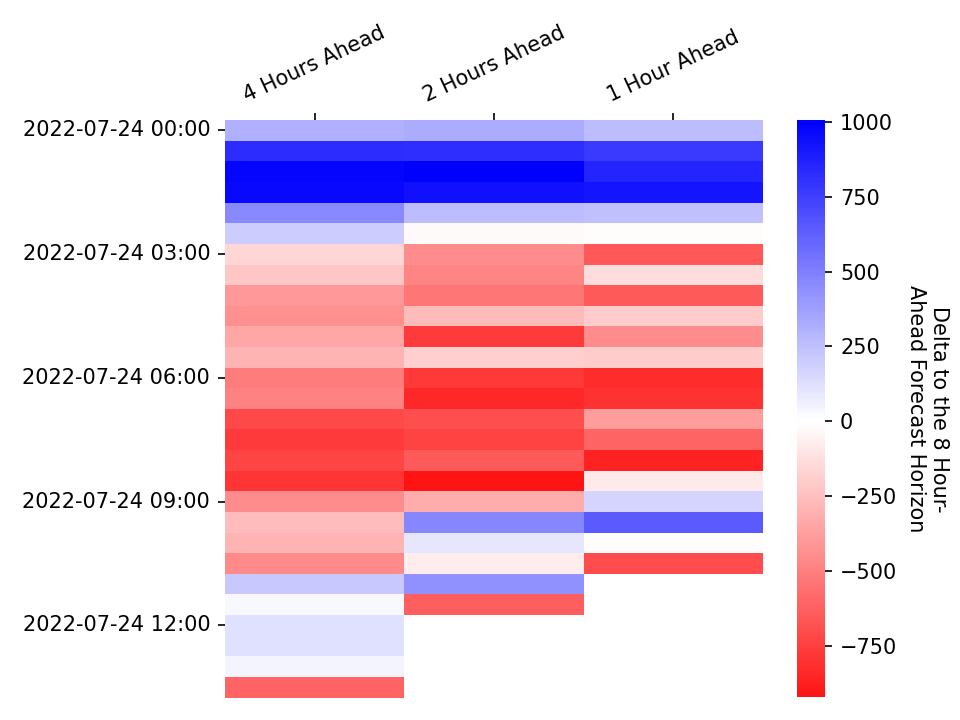 4 Hours Ahead
2 Hours Ahead
1 Hour Ahead
2022-07-24 00:00
2022-07-24 03:00
2022-07-24 06:00
2022-07-24 09:00
2022-07-24 12:00
1000
750
500
250
0
−250
−500
−750
Delta to the 8 Hour-
Ahead Forecast Horizon